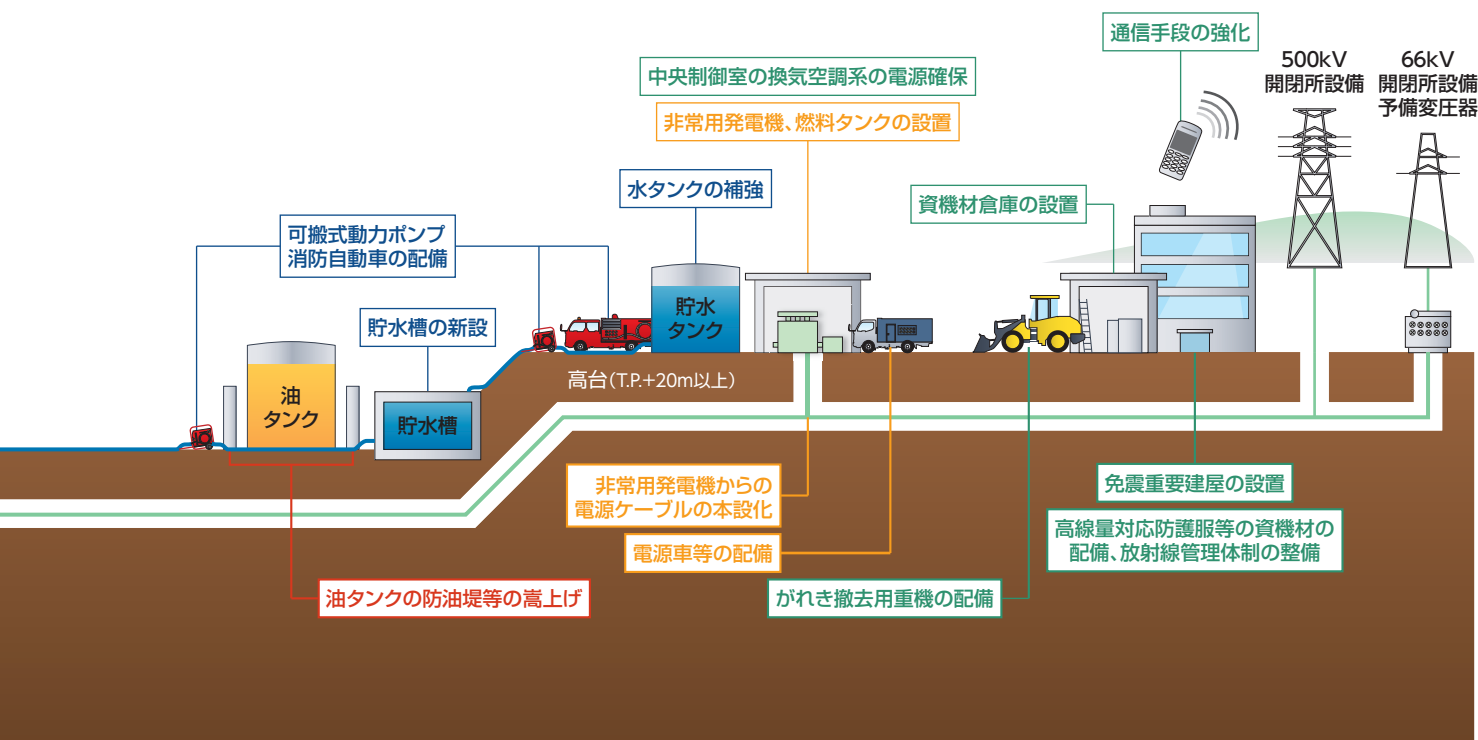 通信手段の強化
500kV
開閉所設備
66kV
開閉所設備
予備変圧器
中央制御室の換気空調系の電源確保
非常用発電機、燃料タンクの設置
水タンクの補強
資機材倉庫の設置
可搬式動力ポンプ
消防自動車の配備
貯水槽の新設
貯水
タンク
高台(T.P.+20m以上)
油
タンク
貯水槽
非常用発電機からの
電源ケーブルの本設化
免震重要建屋の設置
高線量対応防護服等の資機材の
配備、放射線管理体制の整備
電源車等の配備
油タンクの防油堤等の嵩上げ
がれき撤去用重機の配備